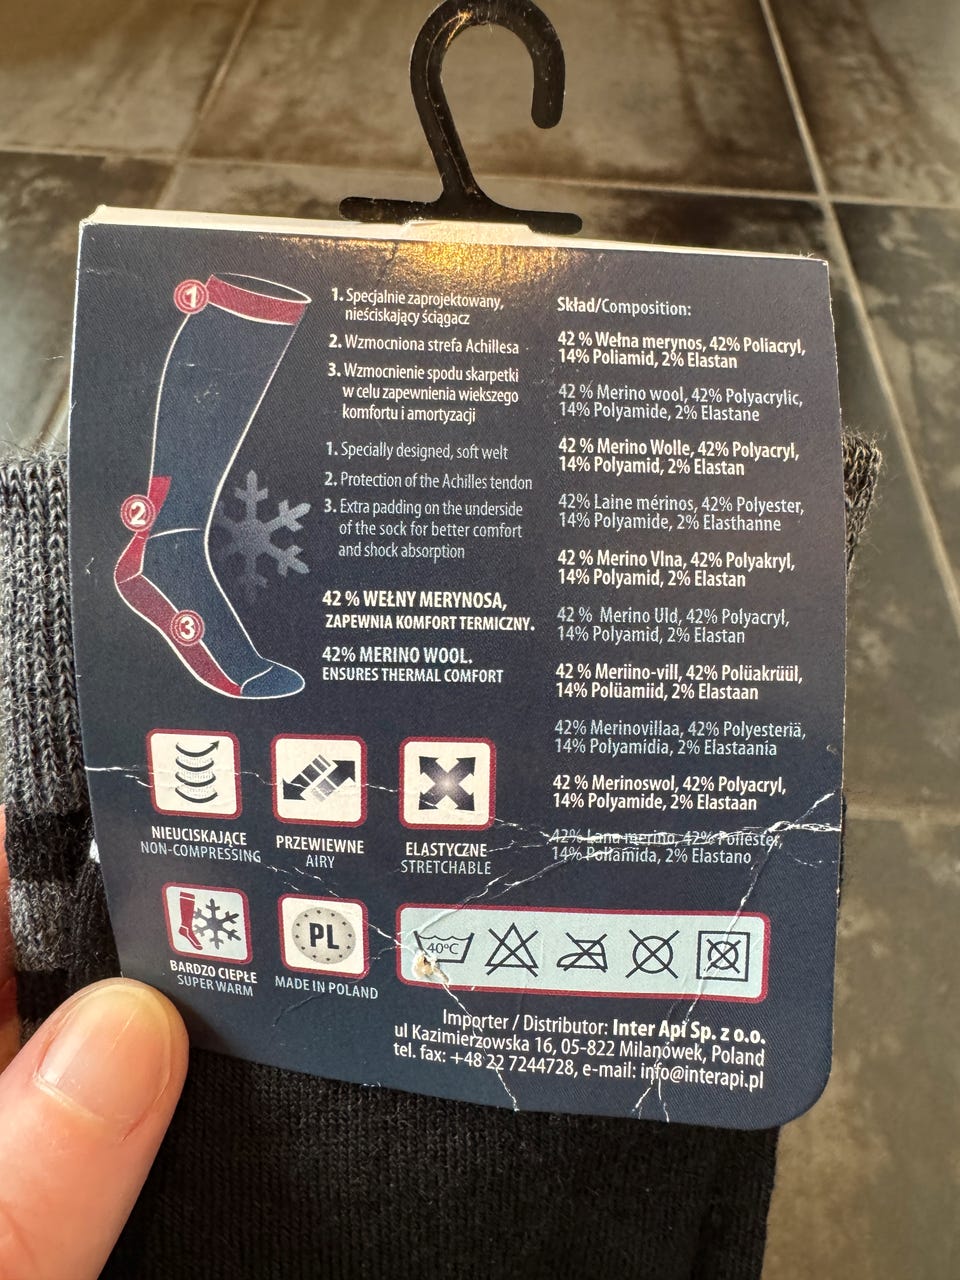 1
2
3
1. Specjalnie zaprojektowany,
nieściskający ściągacz
2. Wzmocniona strefa Achillesa
3. Wzmocnienie spodu skarpetki
w celu zapewnienia większego
komfortu i amortyzacji
1. Specially designed, soft welt
2. Protection of the Achilles tendon
3. Extra padding on the underside
of the sock for better comfort
and shock absorption
42 % WEŁNY MERYNOSA,
ZAPEWNIA KOMFORT TERMICZNY.
42% MERINO WOOL.
ENSURES THERMAL COMFORT
Skład/Composition:
42 % Wełna merynos, 42% Poliacryl,
14% Poliamid, 2% Elastan
42 % Merino wool, 42% Polyacrylic,
14% Polyamide, 2% Elastane
42 % Merino Wolle, 42% Polyacryl,
14% Polyamid, 2% Elastan
42% Laine mérinos, 42% Polyester,
14% Polyamide, 2% Elasthanne
42 % Merino Vlna, 42% Polyakryl,
14% Polyamid, 2% Elastan
42 % Merino Uld, 42% Polyacryl,
14% Polyamid, 2% Elastan
42 % Meriino-vill, 42% Polüakrüül,
14% Polüamiid, 2% Elastaan
42% Merinovillaa, 42% Polyesteriä,
14% Polyamidia, 2% Elastaania
42 % Merinoswol, 42% Polyacryl,
14% Polyamide, 2% Elastaan
42% Lana merino, 42% Poliéster,
14% Poliamida, 2% Elastano
NIEUCISKAJĄCE
NON-COMPRESSING
PRZEWIEWNE
AIRY
ELASTYCZNE
STRETCHABLE
BARDZO CIEPŁE
SUPER WARM
PL
MADE IN POLAND
40°C
Importer / Distributor: Inter Api Sp. z o.o.
ul Kazimierzowska 16, 05-822 Milanówek, Poland
tel. fax: +48 22 7244728, e-mail: info@interapi.pl